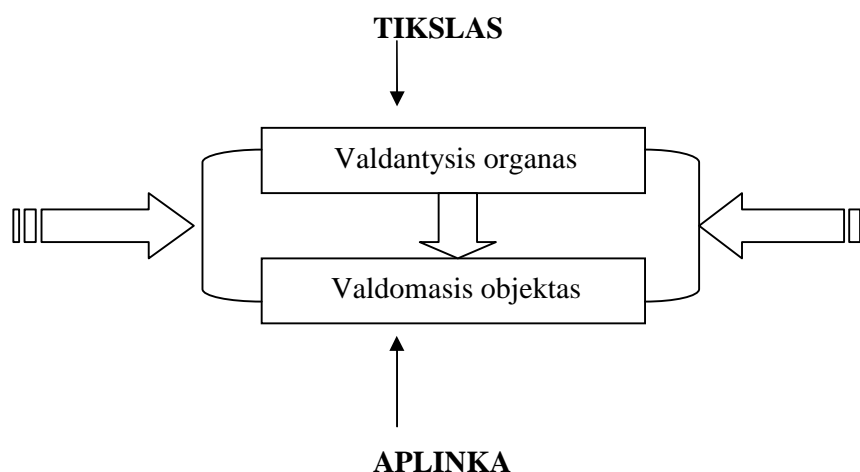 TIKSLAS
Valdantysis organas
Valdomasis objektas
APLINKA